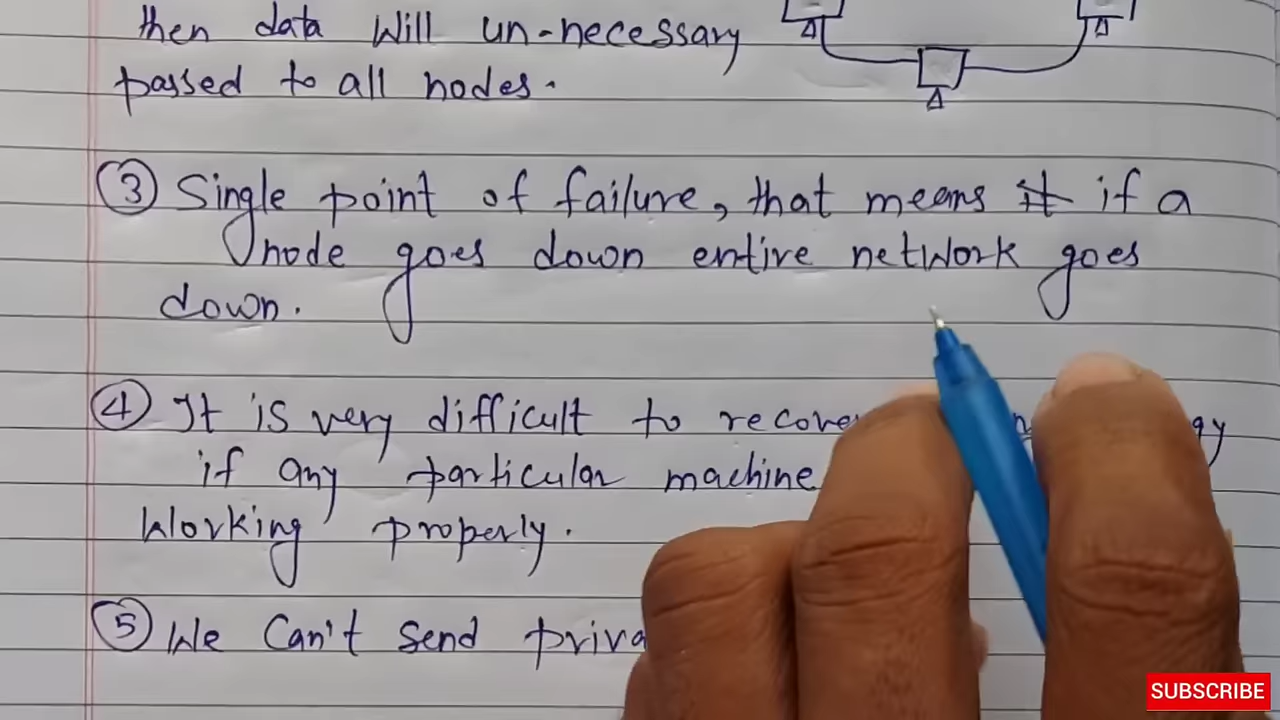 then data will un-necessary
passed to all nodes.
③ Single point of failure, that means it if a
node goes down entire network goes
down.
④ It is very difficult to
if any particular machine
working properly.
⑤ We Can't send
SUBSCRIBE